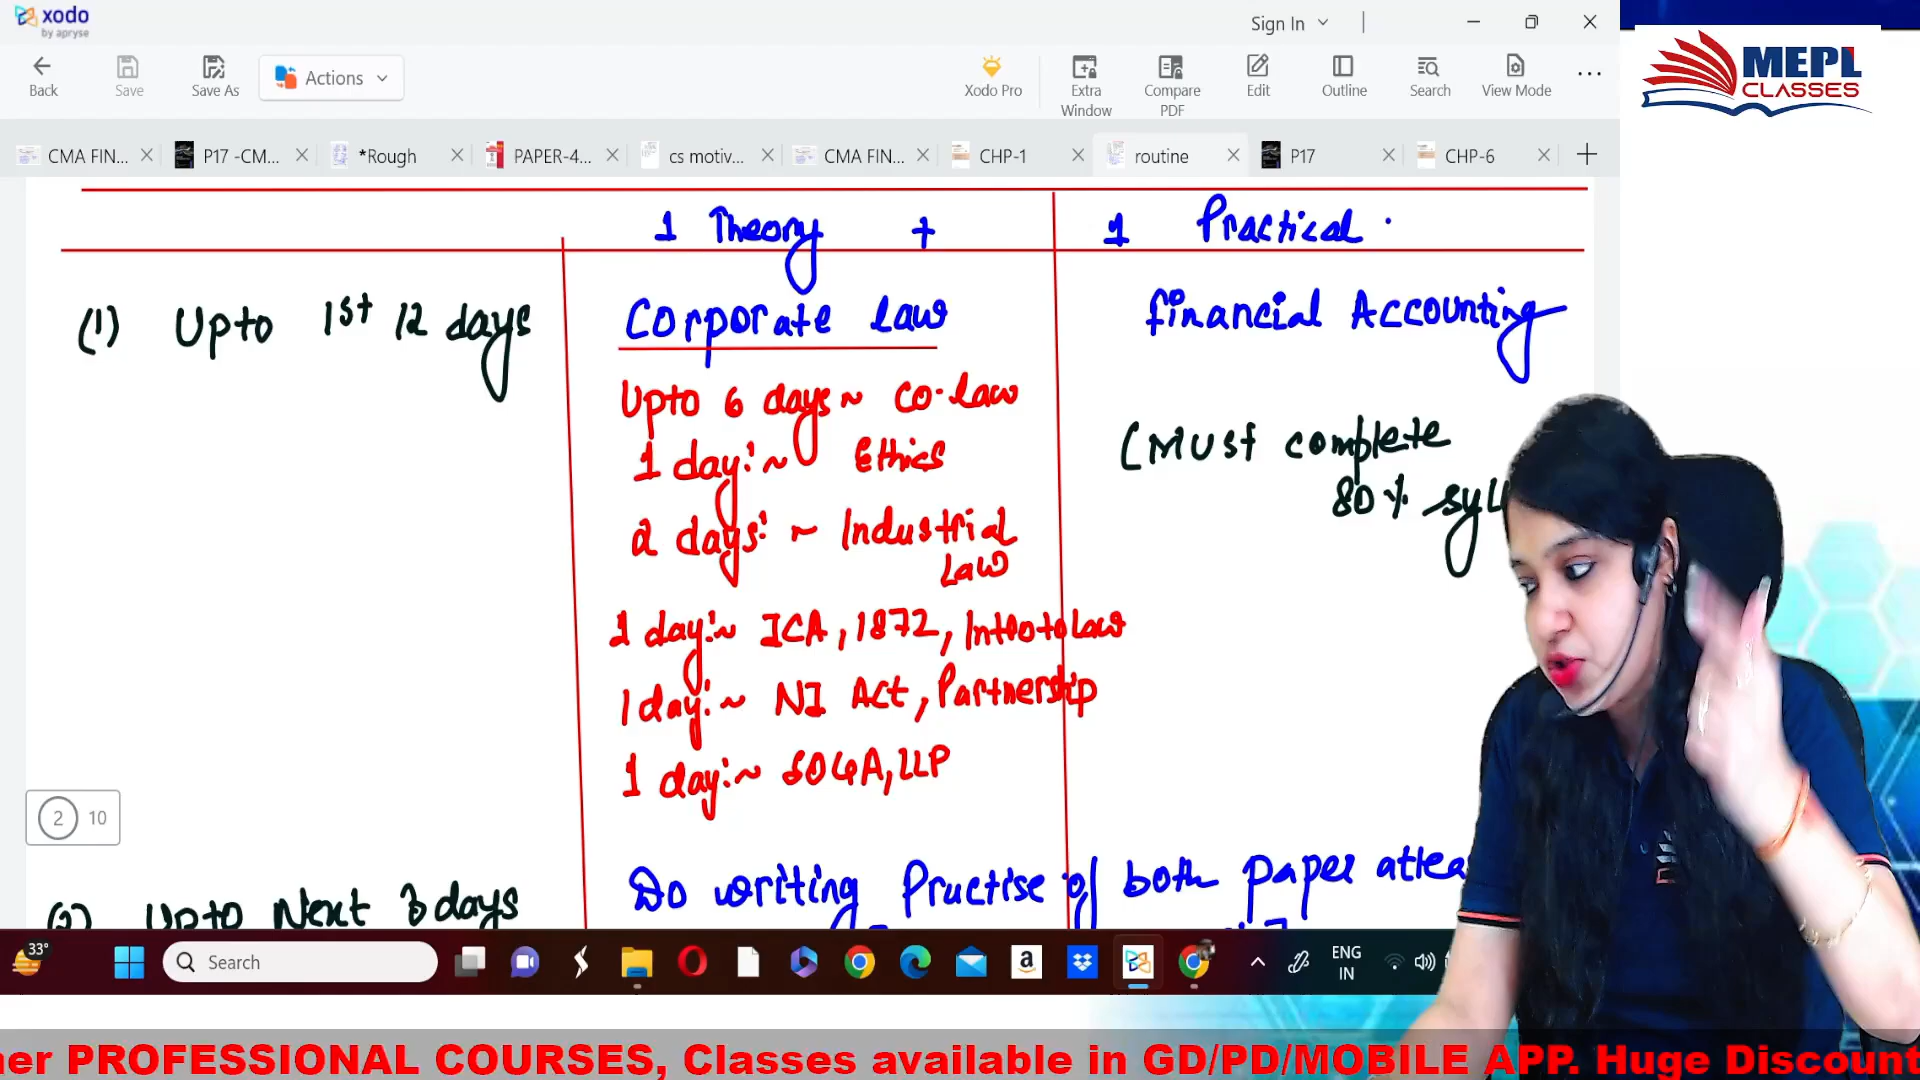 xodo
by apryse
Sign In
Back
Save
Save As
Actions
Xodo Pro
Extra Window
Compare PDF
Edit
Outline
Search
View Mode
MEPL
CLASSES
CMA FIN...
P17 -CM...
*Rough
PAPER-4...
cs motiv...
CMA FIN...
CHP-1
routine
P17
CHP-6
1 Theory + 1 Practical
(1) Upto 1st 12 days
Corporate law
Financial Accounting
Upto 6 days ~ Co-law
(Must complete
80%
1 day:~ Ethics
2 days:~ Industrial
Law
1 day:~ ICA, 1872, Intro to Law
1 day:~ NI Act, Partnership
1 day:~ SOGA, LLP
2 10
Do writing Practise of both paper
Upto Next 3 days
33°
Search
ENG
IN
PROFESSIONAL COURSES, Classes available in GD/PD/MOBILE APP. Huge Discount